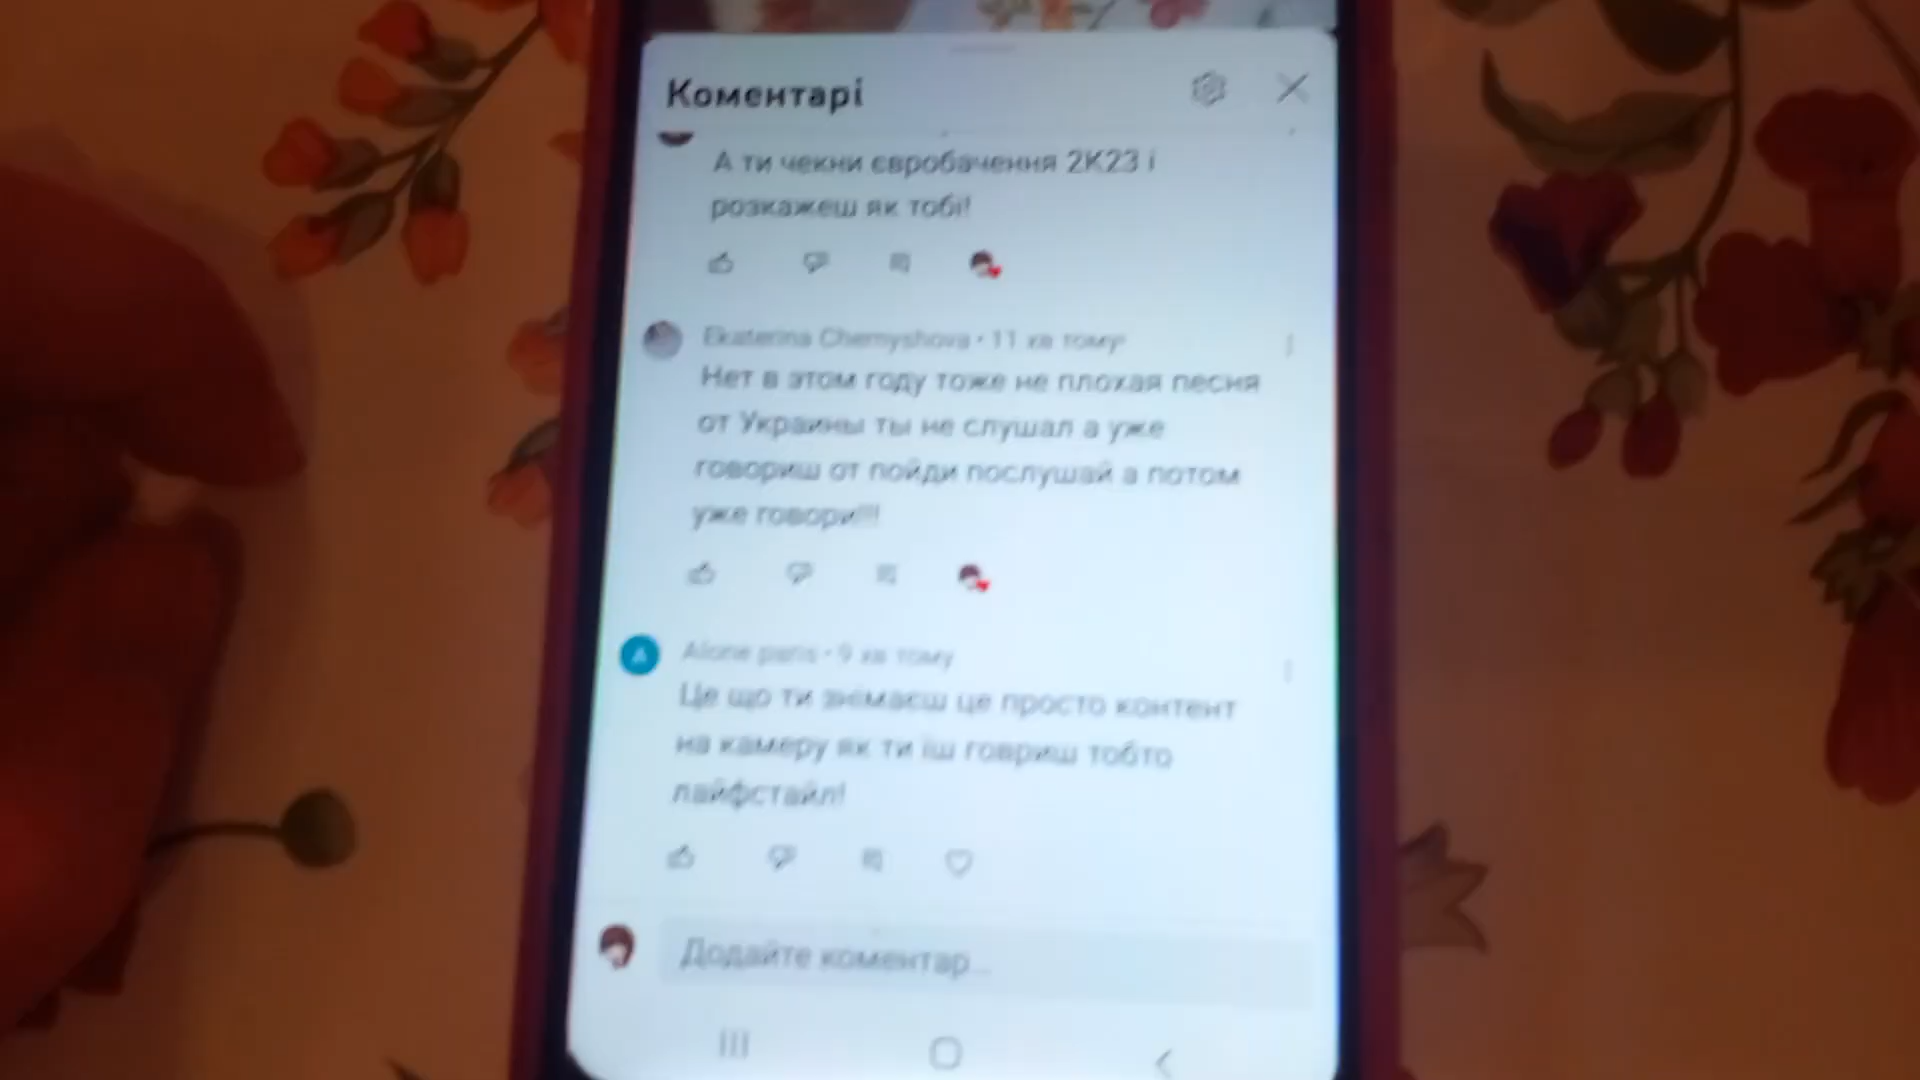 Коментарі
А ти чекни євробачення 2К23 і
розкажеш як тобі!
Ekaterina Chernyshova • 11 хв тому
Нет в этом году тоже не плохая песня
от Украины ты не слушал а уже
говориш от пойди послушай а потом
уже говори!!!
A
Alone paris • 9 хв тому
Це що ти знімаєш це просто контент
на камеру як ти їш говриш тобто
лайфстайл!
Додайте коментар...